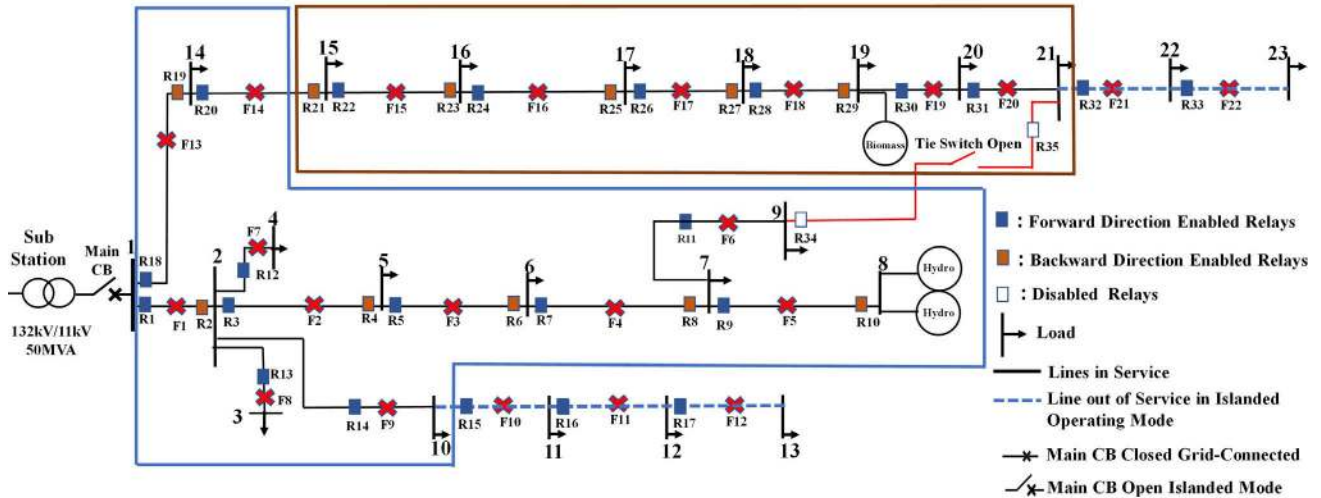 14
15
16
17
18
19
20
21
22
23
R19
R20
F14
R21
R22
F15
R23
R24
F16
R25
R26
F17
R27
R28
F18
R29
R30
F19
R31
F20
R32
F21
R33
F22
F13
Biomass
Tie Switch Open
R35
Sub
Station
Main
CB
1
R18
2
F7
4
R12
5
6
R11
F6
9
R34
7
8
Hydro
Hydro
R1
F1
R2
R3
F2
R4
R5
F3
R6
R7
F4
R8
R9
F5
R10
132kV/11kV
50MVA
R13
F8
3
R14
F9
10
R15
F10
R16
F11
R17
F12
11
12
13
: Forward Direction Enabled Relays
: Backward Direction Enabled Relays
: Disabled Relays
Load
Lines in Service
Line out of Service in Islanded
Operating Mode
Main CB Closed Grid-Connected
Main CB Open Islanded Mode